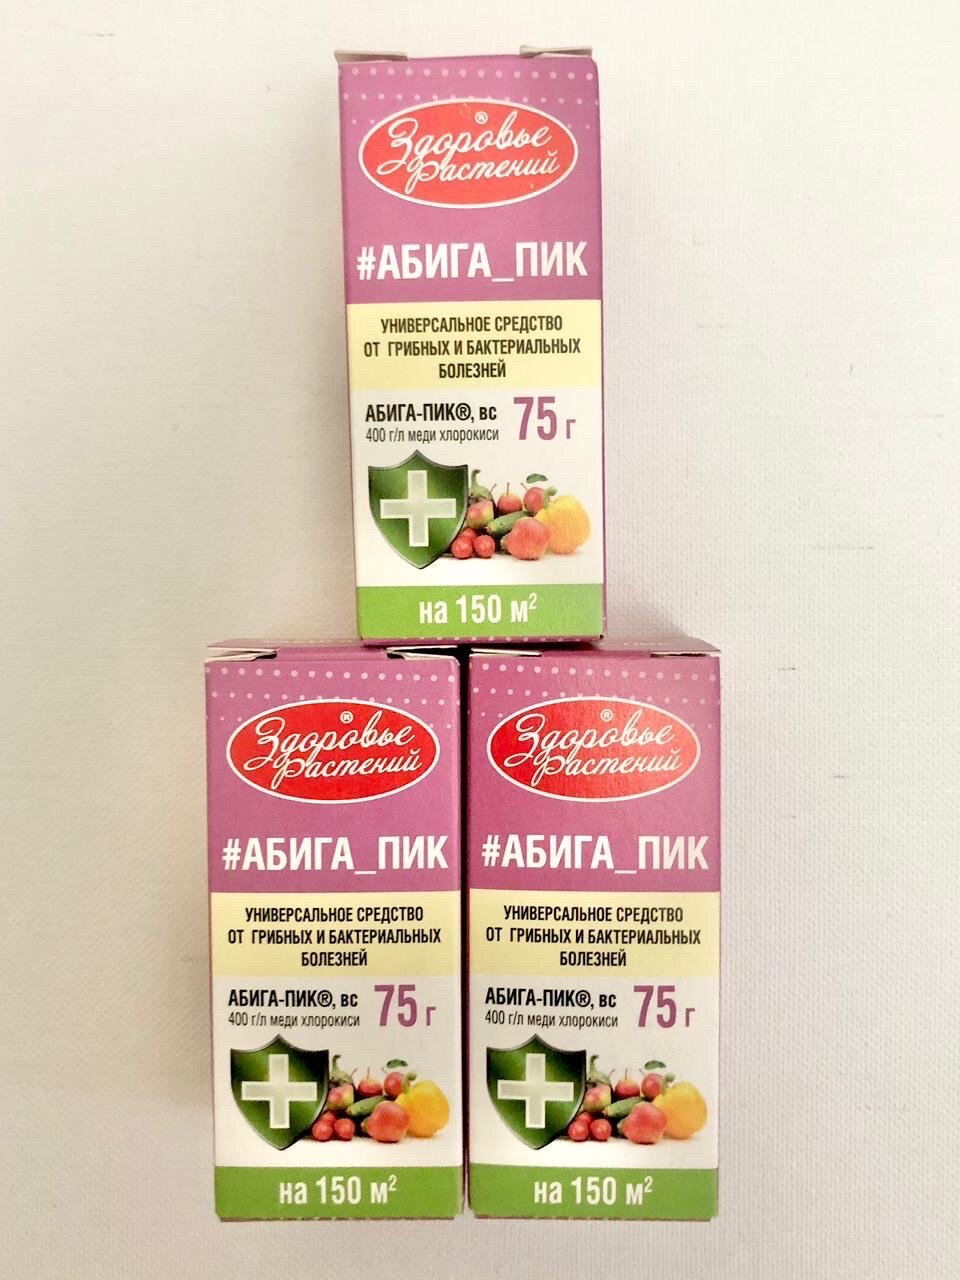 Здоровье ®
растений
#АБИГА_ПИК
УНИВЕРСАЛЬНОЕ СРЕДСТВО
ОТ ГРИБНЫХ И БАКТЕРИАЛЬНЫХ
БОЛЕЗНЕЙ
АБИГА-ПИК®, ВС 75 г
400 г/л меди хлорокиси
на 150 м²
Здоровье ®
растений
#АБИГА_ПИК
УНИВЕРСАЛЬНОЕ СРЕДСТВО
ОТ ГРИБНЫХ И БАКТЕРИАЛЬНЫХ
БОЛЕЗНЕЙ
АБИГА-ПИК®, ВС 75 г
400 г/л меди хлорокиси
на 150 м²
Здоровье ®
растений
#АБИГА_ПИК
УНИВЕРСАЛЬНОЕ СРЕДСТВО
ОТ ГРИБНЫХ И БАКТЕРИАЛЬНЫХ
БОЛЕЗНЕЙ
АБИГА-ПИК®, ВС 75 г
400 г/л меди хлорокиси
на 150 м²